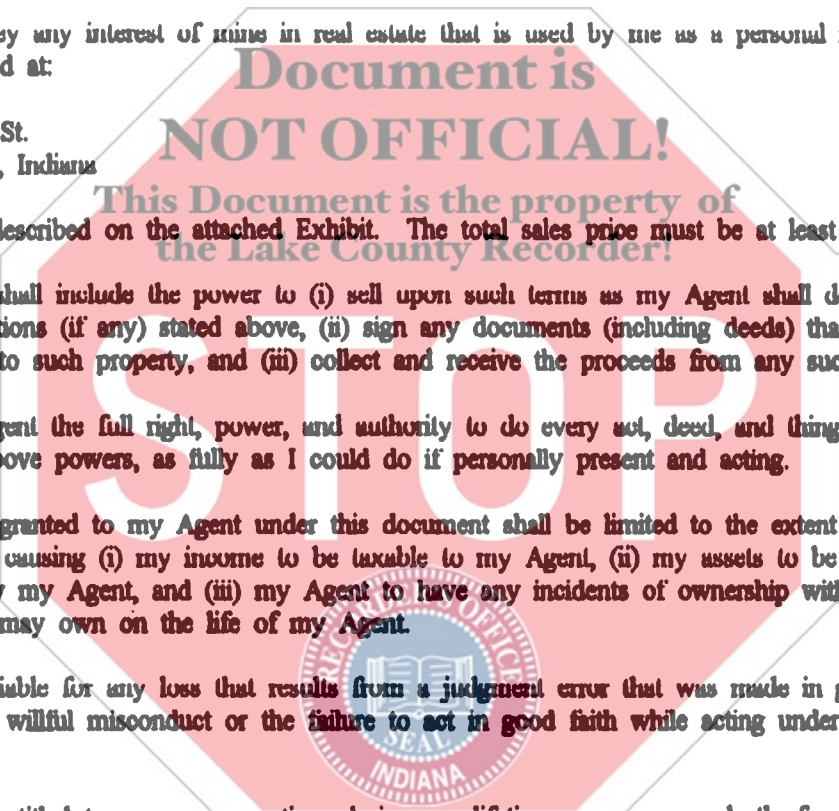 ey any interest of mine in real estate that is used by me as a personal
d at:
Document is
St.
NOT OFFICIAL!
, Indiana
This Document is the property of
described on the attached Exhibit. The total sales price must be at least
the Lake County Recorder!
shall include the power to (i) sell upon such terms as my Agent shall d
tions (if any) stated above, (ii) sign any documents (including deeds) tha
to such property, and (iii) collect and receive the proceeds from any suc
STOP
gent the full right, power, and authority to do every act, deed, and thing
bove powers, as fully as I could do if personally present and acting.
granted to my Agent under this document shall be limited to the extent
causing (i) my income to be taxable to my Agent, (ii) my assets to be
y my Agent, and (iii) my Agent to have any incidents of ownership with
may own on the life of my Agent.
RECORDER'S OFFICE
iable for any loss that results from a judgment error that was made in g
willful misconduct or the failure to act in good faith while acting under
SEAL
INDIANA